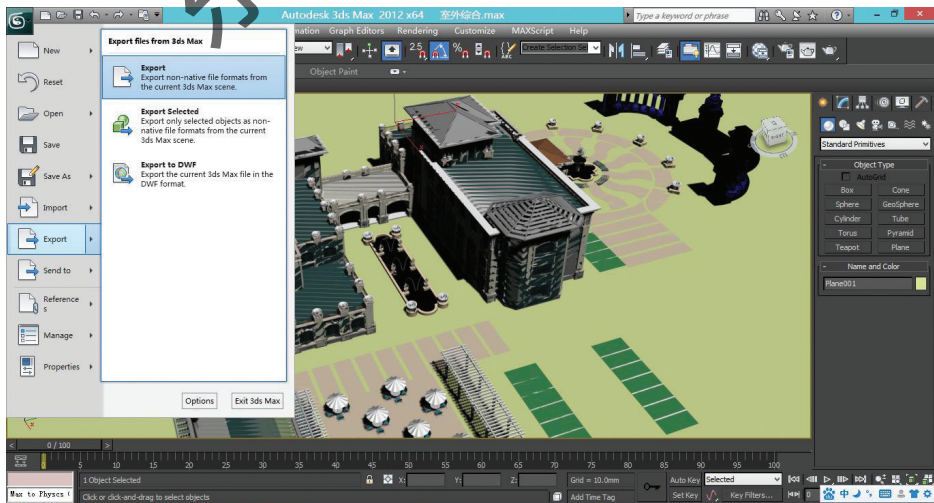 Autodesk 3ds Max 2012 x64 室外综合.max
Type a keyword or phrase
mation Graph Editors Rendering Customize MAXScript Help
New
Reset
Open
Save
Save As
Import
Export
Send to
Reference
s
Manage
Properties
Export files from 3ds Max
Export
Export non-native file formats from
the current 3ds Max scene.
Export Selected
Export only selected objects as non-
native file formats from the current
3ds Max scene.
Export to DWF
Export the current 3ds Max file in the
DWF format.
Options
Exit 3ds Max
ew
2.5
Create Selection Set
Object Paint
Standard Primitives
Object Type
AutoGrid
Box Cone
Sphere GeoSphere
Cylinder Tube
Torus Pyramid
Teapot Plane
Name and Color
Plane001
0 / 100
0 5 10 15 20 25 30 35 40 45 50 55 60 65 70 75 80 85 90 95 100
1 Object Selected X: Y: Z: Grid = 10.0mm Auto Key Selected
Max to Physcs ( Click or click-and-drag to select objects Add Time Tag Set Key Key Filters... 0
中